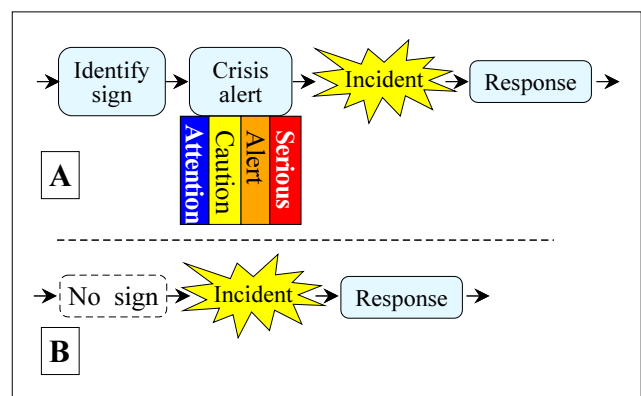 Identify
sign
Crisis
alert
Incident
Response
Attention
Caution
Alert
Serious
A
No sign
Incident
Response
B